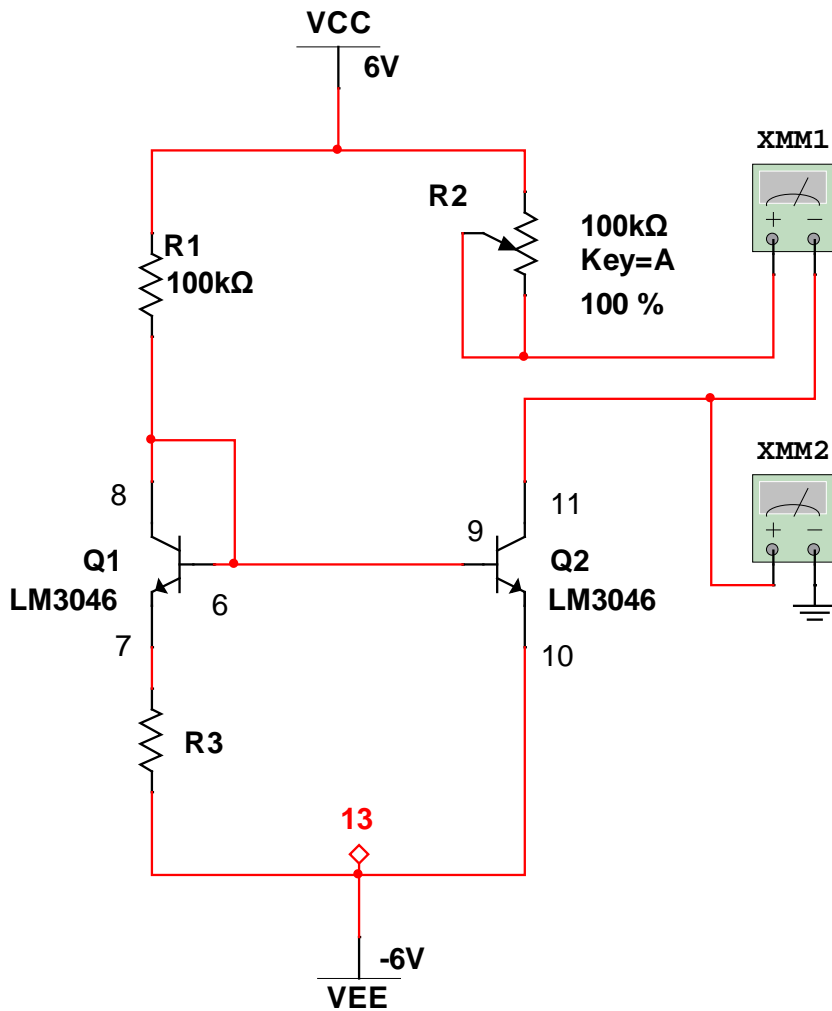 VCC
6V
XMM1
R2
R1
100kΩ
100kΩ
Key=A
100 %
+ −
XMM2
8
11
9
+ −
Q1
Q2
LM3046
LM3046
6
7
10
R3
13
-6V
VEE